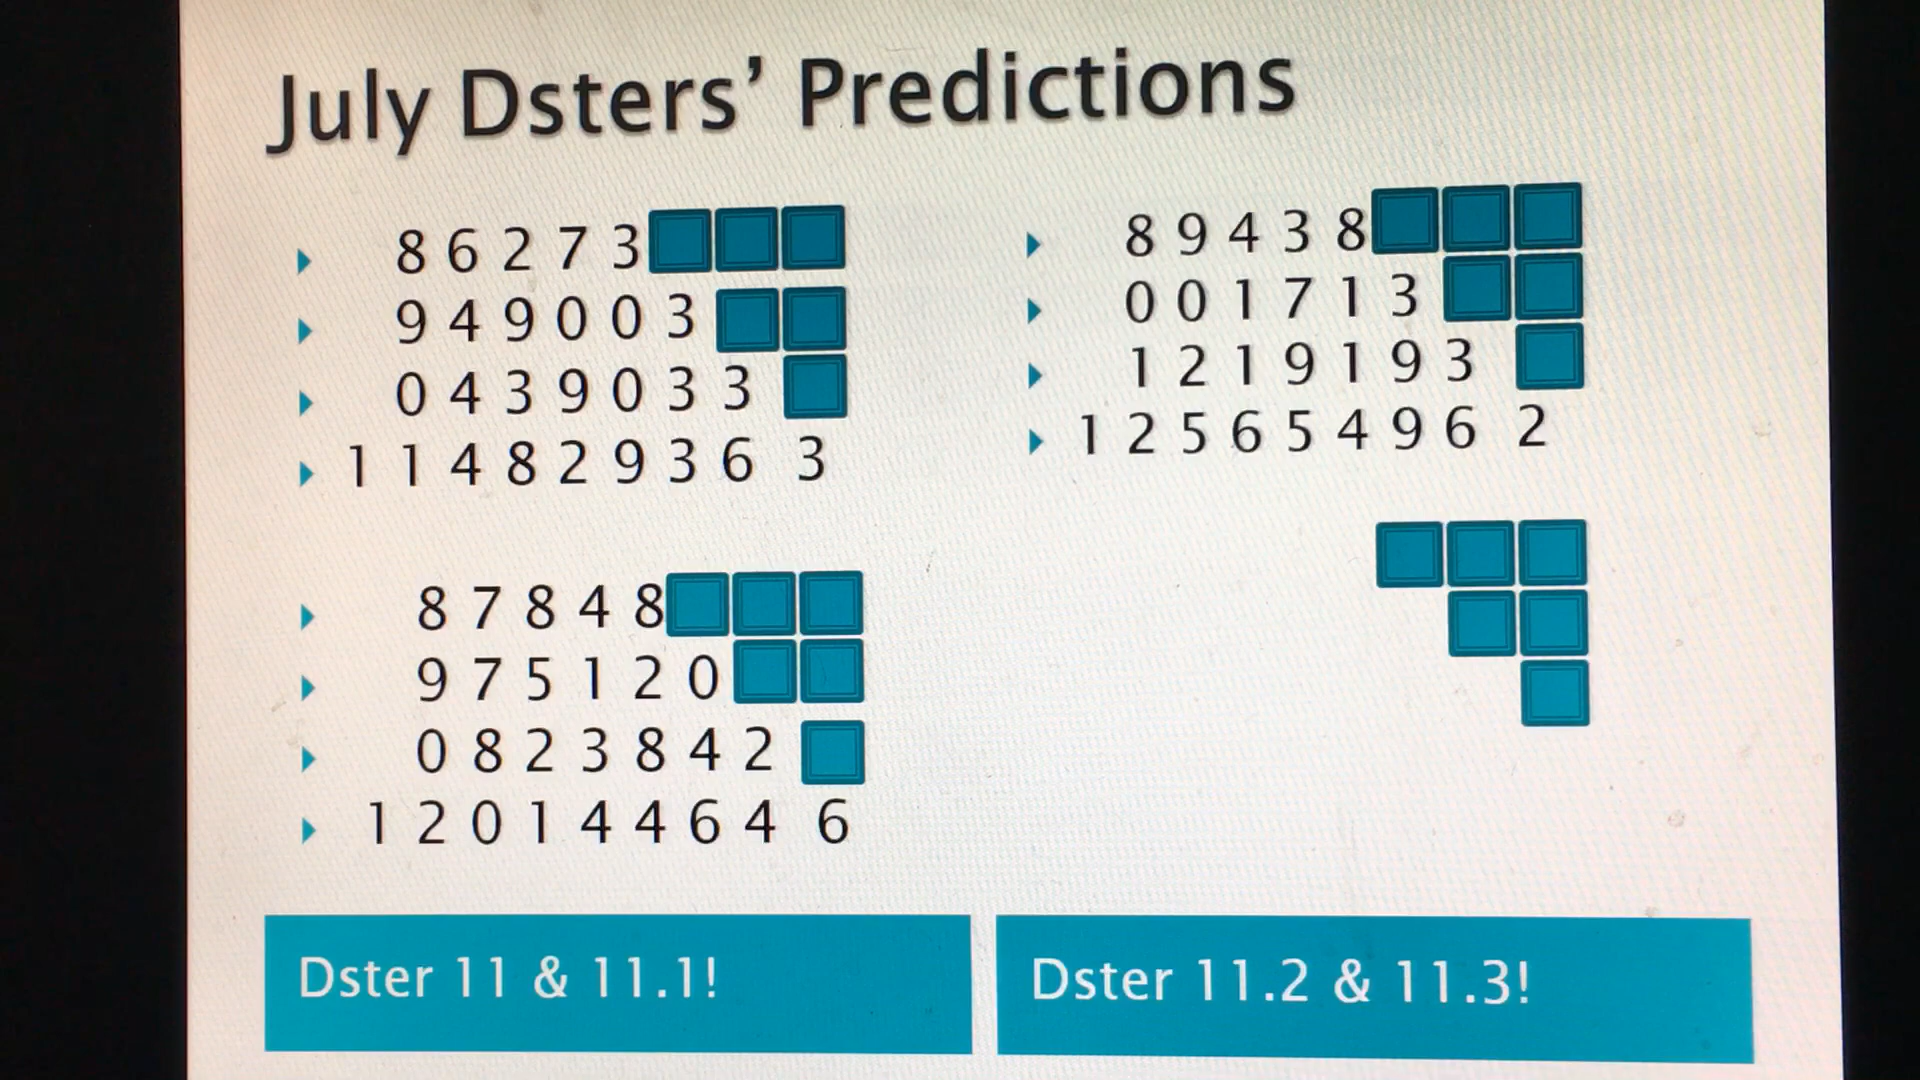 July Dsters’ Predictions
8 6 2 7 3
9 4 9 0 0 3
0 4 3 9 0 3 3
1 1 4 8 2 9 3 6 3
8 7 8 4 8
9 7 5 1 2 0
0 8 2 3 8 4 2
1 2 0 1 4 4 6 4 6
8 9 4 3 8
0 0 1 7 1 3
1 2 1 9 1 9 3
1 2 5 6 5 4 9 6 2
Dster 11 & 11.1!
Dster 11.2 & 11.3!